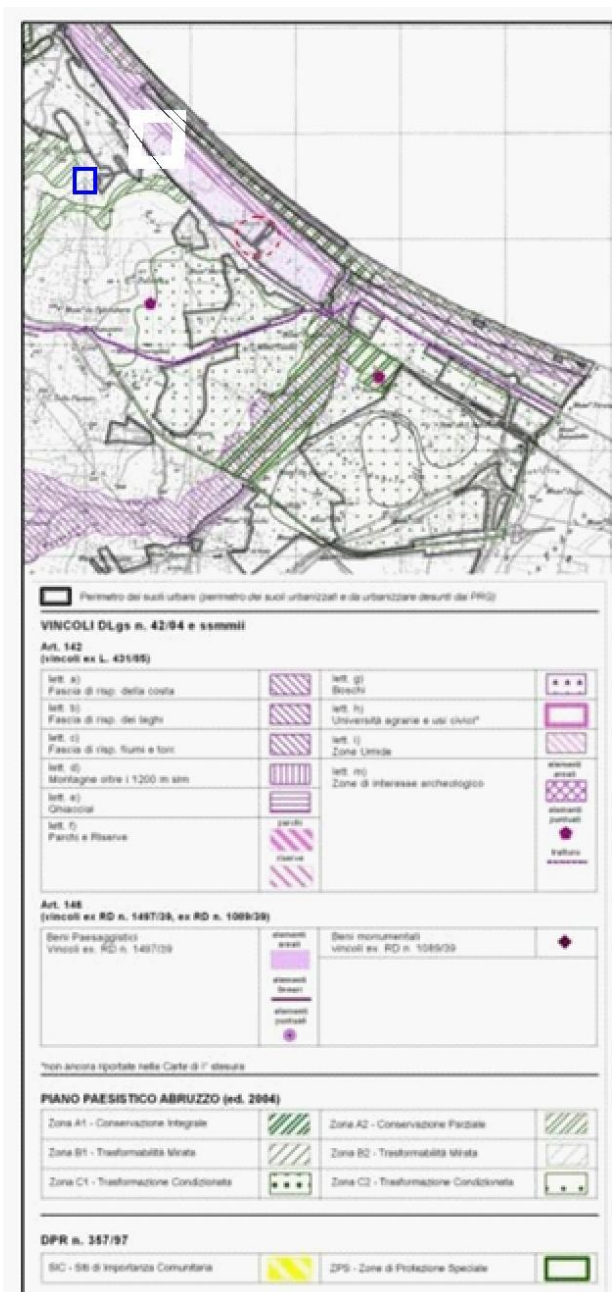 Perimetro dei suoli urbani (perimetro dei suoli urbanizzati e da urbanizzare desunti dai PRG)
VINCOLI DLgs n. 42/04 e ssmmii
Art. 142
(vincoli ex L. 431/85)
lett. a)
Fascia di risp. della costa
lett. b)
Fascia di risp. dei laghi
lett. c)
Fascia di risp. fiumi e torr.
lett. d)
Montagne oltre i 1200 m slm
lett. e)
Ghiacciai
lett. f)
Parchi e Riserve
parchi
riserve
lett. g)
Boschi
lett. h)
Università agrarie e usi civici*
lett. i)
Zone Umide
lett. m)
Zone di interesse archeologico
elementi
areali
elementi
puntuali
tratturo
Art. 146
(vincoli ex RD n. 1497/39, ex RD n. 1089/39)
Beni Paesaggistici
Vincoli ex. RD n. 1497/39
elementi
areali
elementi
lineari
elementi
puntuali
Beni monumentali
vincoli ex. RD n. 1089/39
*non ancora riportate nelle Carte di I° stesura
PIANO PAESISTICO ABRUZZO (ed. 2004)
Zona A1 - Conservazione Integrale
Zona A2 - Conservazione Parziale
Zona B1 - Trasformabilità Mirata
Zona B2 - Trasformabilità Mirata
Zona C1 - Trasformazione Condizionata
Zona C2 - Trasformazione Condizionata
DPR n. 357/97
SIC - Siti di Importanza Comunitaria
ZPS - Zone di Protezione Speciale